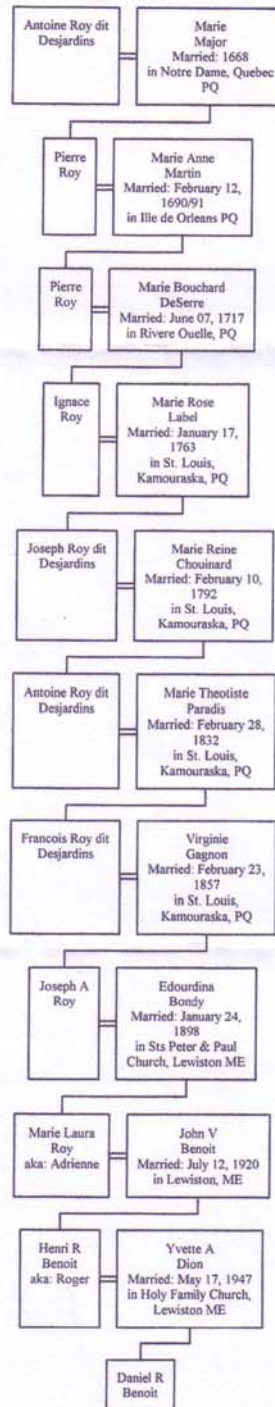 Antoine Roy dit
Desjardins
Marie
Major
Married: 1668
in Notre Dame, Quebec
PQ
Pierre
Roy
Marie Anne
Martin
Married: February 12,
1690/91
in Ille de Orleans PQ
Pierre
Roy
Marie Bouchard
DeSerre
Married: June 07, 1717
in Rivere Ouelle, PQ
Ignace
Roy
Marie Rose
Label
Married: January 17,
1763
in St. Louis,
Kamouraska, PQ
Joseph Roy dit
Desjardins
Marie Reine
Chouinard
Married: February 10,
1792
in St. Louis,
Kamouraska, PQ
Antoine Roy dit
Desjardins
Marie Theotiste
Paradis
Married: February 28,
1832
in St. Louis,
Kamouraska, PQ
Francois Roy dit
Desjardins
Virginie
Gagnon
Married: February 23,
1857
in St. Louis,
Kamouraska, PQ
Joseph A
Roy
Edourdina
Bondy
Married: January 24,
1898
in Sts Peter & Paul
Church, Lewiston ME
Marie Laura
Roy
aka: Adrienne
John V
Benoit
Married: July 12, 1920
in Lewiston, ME
Henri R
Benoit
aka: Roger
Yvette A
Dion
Married: May 17, 1947
in Holy Family Church,
Lewiston ME
Daniel R
Benoit